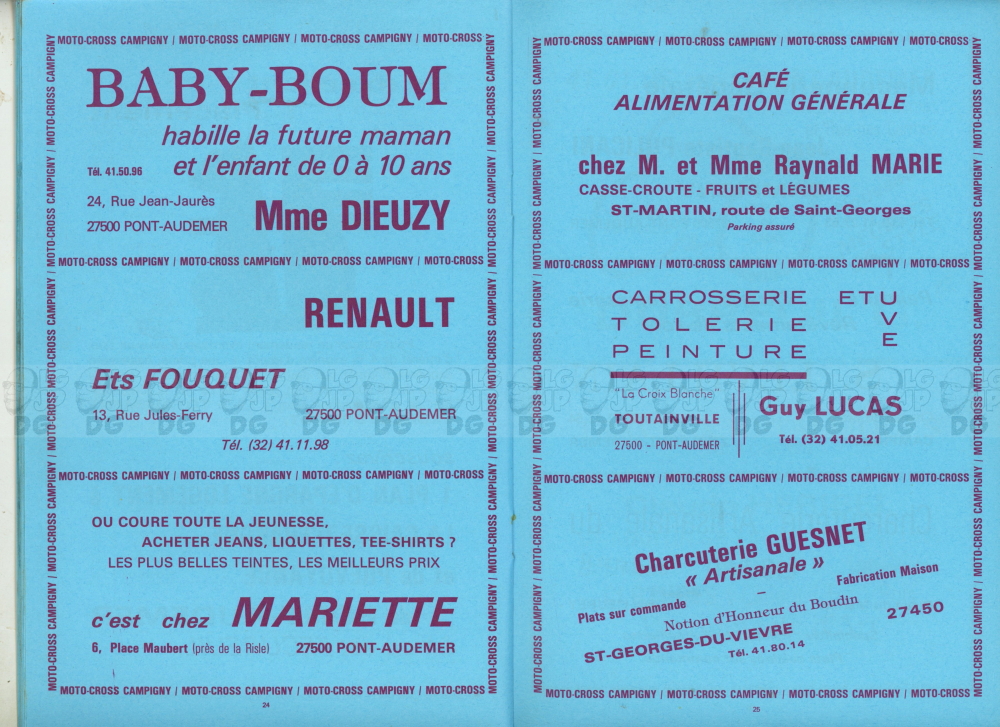 MOTO-CROSS CAMPIGNY / MOTO-CROSS CAMPIGNY / MOTO-CROSS CAMPIGNY / MOTO-CROSS
BABY-BOUM
habille la future maman
et l'enfant de 0 à 10 ans
Tél. 41.50.96
24, Rue Jean-Jaurès
27500 PONT-AUDEMER
Mme DIEUZY
MOTO-CROSS CAMPIGNY / MOTO-CROSS CAMPIGNY / MOTO-CROSS CAMPIGNY / MOTO-CROSS
RENAULT
Ets FOUQUET
13, Rue Jules-Ferry 27500 PONT-AUDEMER
Tél. (32) 41.11.98
MOTO-CROSS CAMPIGNY / MOTO-CROSS CAMPIGNY / MOTO-CROSS CAMPIGNY / MOTO-CROSS
OU COURE TOUTE LA JEUNESSE,
ACHETER JEANS, LIQUETTES, TEE-SHIRTS ?
LES PLUS BELLES TEINTES, LES MEILLEURS PRIX
c'est chez MARIETTE
6, Place Maubert (près de la Risle) 27500 PONT-AUDEMER
MOTO-CROSS CAMPIGNY / MOTO-CROSS CAMPIGNY / MOTO-CROSS CAMPIGNY / MOTO-CROSS
24
MOTO-CROSS CAMPIGNY / MOTO-CROSS CAMPIGNY / MOTO-CROSS CAMPIGNY / MOTO-CROSS
CAFÉ
ALIMENTATION GÉNÉRALE
chez M. et Mme Raynald MARIE
CASSE-CROUTE - FRUITS et LÉGUMES
ST-MARTIN, route de Saint-Georges
Parking assuré
MOTO-CROSS CAMPIGNY / MOTO-CROSS CAMPIGNY / MOTO-CROSS CAMPIGNY / MOTO-CROSS
CARROSSERIE ETUVE
TOLERIE
PEINTURE
"La Croix Blanche"
TOUTAINVILLE
27500 - PONT-AUDEMER
Guy LUCAS
Tél. (32) 41.05.21
MOTO-CROSS CAMPIGNY / MOTO-CROSS CAMPIGNY / MOTO-CROSS CAMPIGNY / MOTO-CROSS
Charcuterie GUESNET
« Artisanale »
Plats sur commande – Fabrication Maison
Notion d'Honneur du Boudin
ST-GEORGES-DU-VIEVRE 27450
Tél. 41.80.14
MOTO-CROSS CAMPIGNY / MOTO-CROSS CAMPIGNY / MOTO-CROSS CAMPIGNY / MOTO-CROSS
25